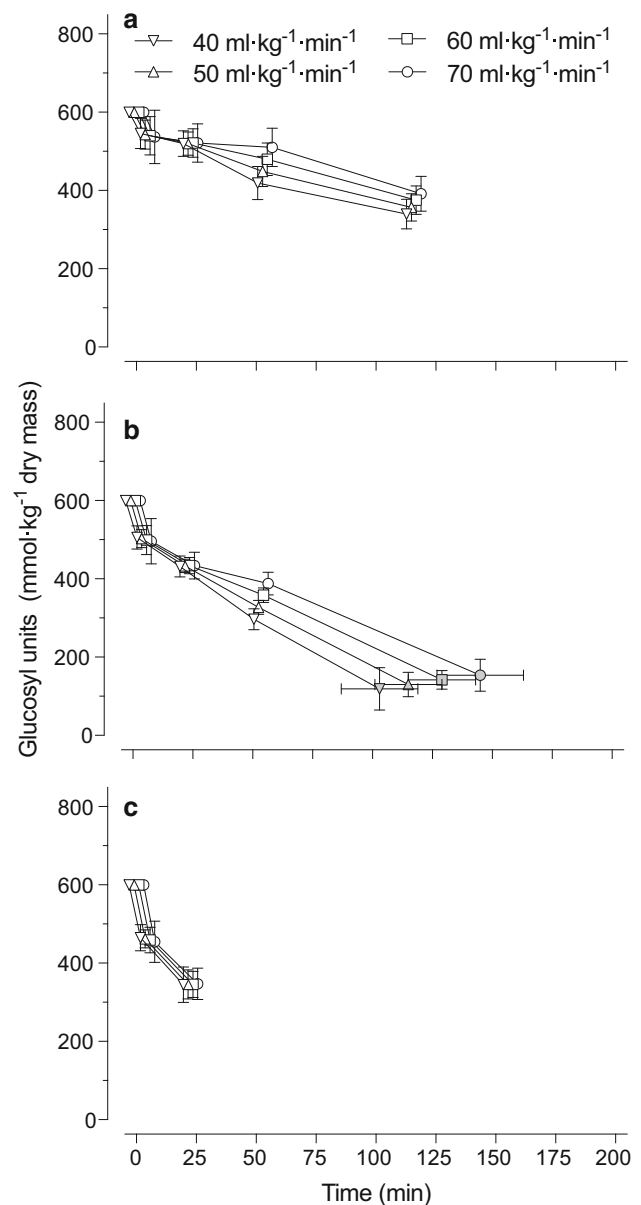 a
40 ml·kg⁻¹·min⁻¹
60 ml·kg⁻¹·min⁻¹
50 ml·kg⁻¹·min⁻¹
70 ml·kg⁻¹·min⁻¹
800
600
400
200
0
b
800
600
400
200
0
c
800
600
400
200
0
Glucosyl units (mmol·kg⁻¹ dry mass)
0 25 50 75 100 125 150 175 200
Time (min)